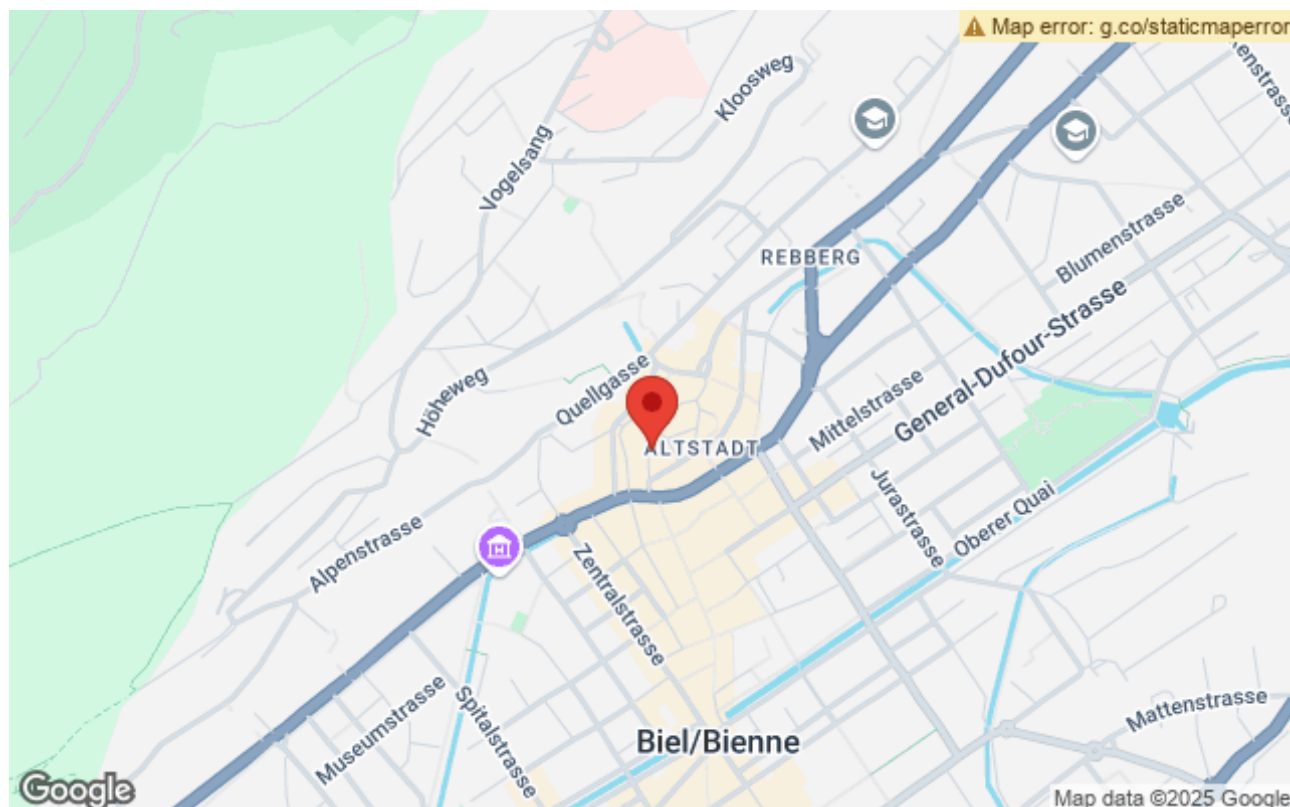 Map error: g.co/staticmaperror
Kloosweg
Vogelsang
REBBERG
Blumenstrasse
General-Dufour-Strasse
Höheweg
Quellgasse
Mittelstrasse
ALTSTADT
Jurastrasse
Oberer Quai
Alpenstrasse
Zentralstrasse
Museumstrasse
Spitalstrasse
Mattenstrasse
Biel/Bienne
Google
Map data ©2025 Google